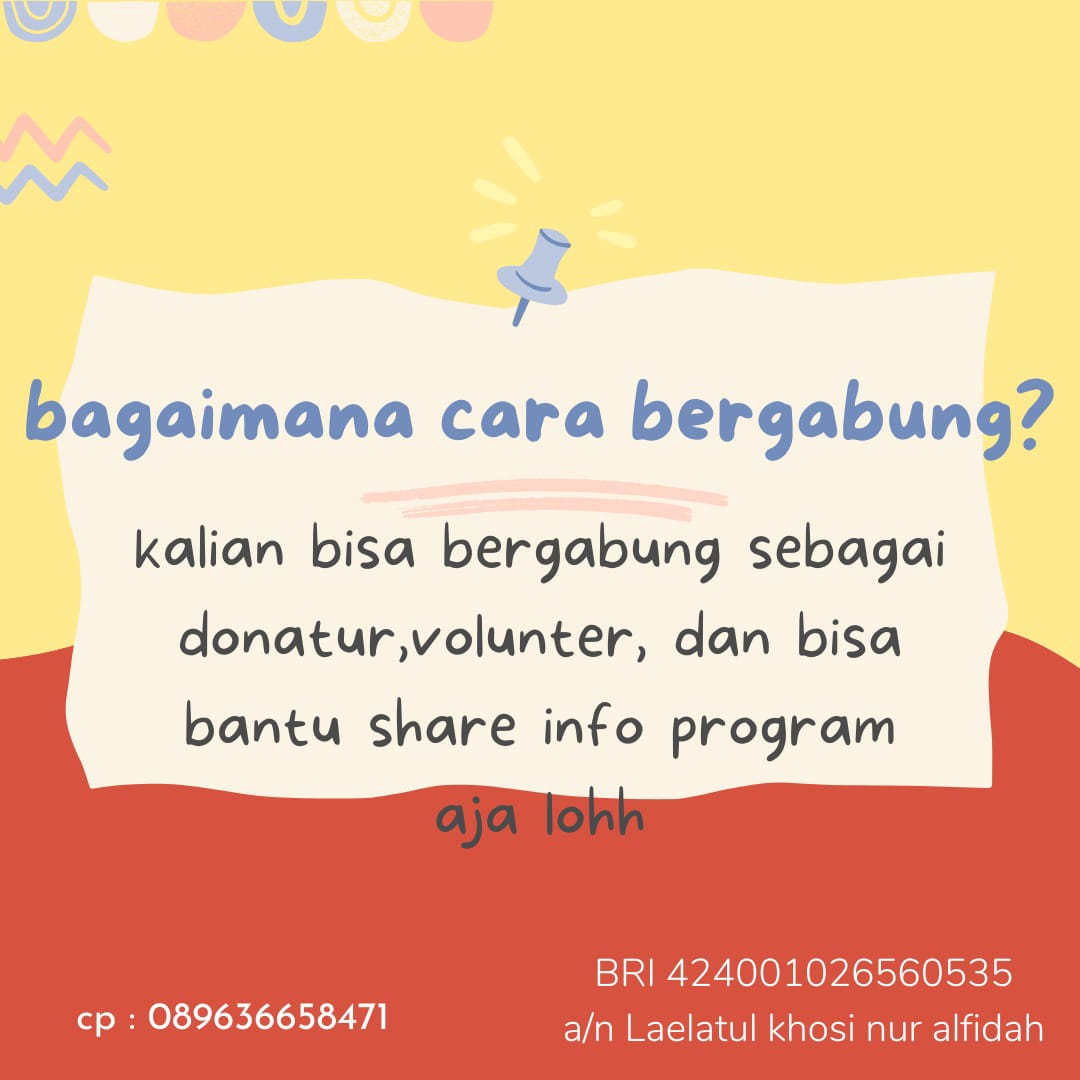 bagaimana cara bergabung?
kalian bisa bergabung sebagai
donatur,volunter, dan bisa
bantu share info program
aja lohh
BRI 424001026560535
cp : 089636658471
a/n Laelatul khosi nur alfidah